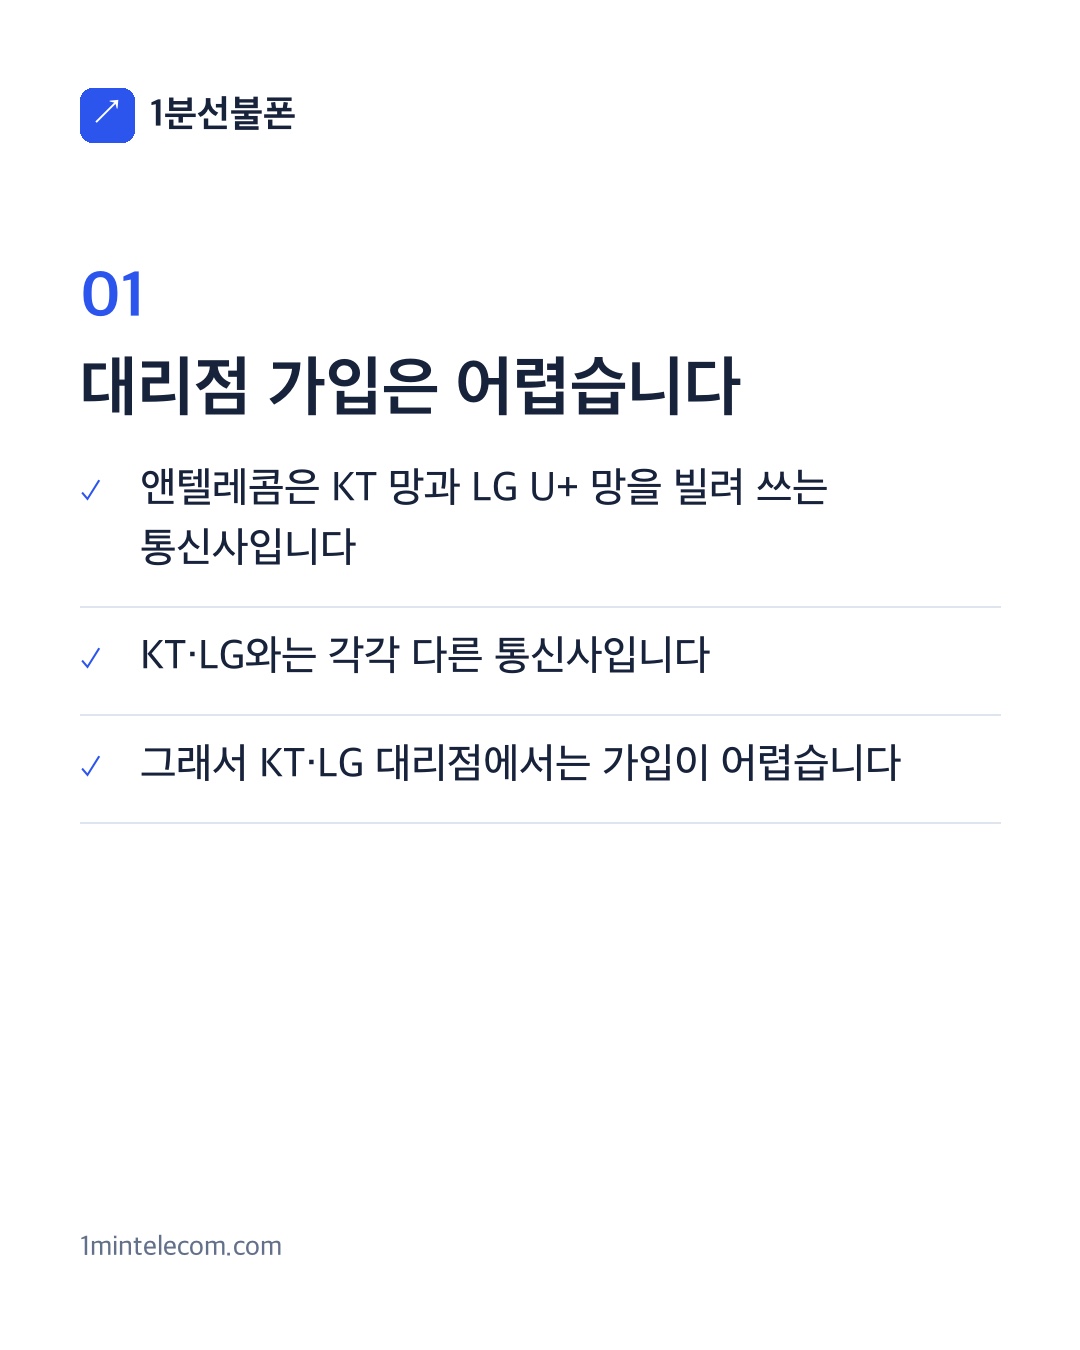 1분선불폰
01
대리점 가입은 어렵습니다
✓ 앤텔레콤은 KT 망과 LG U+ 망을 빌려 쓰는
통신사입니다
✓ KT·LG와는 각각 다른 통신사입니다
✓ 그래서 KT·LG 대리점에서는 가입이 어렵습니다
1mintelecom.com